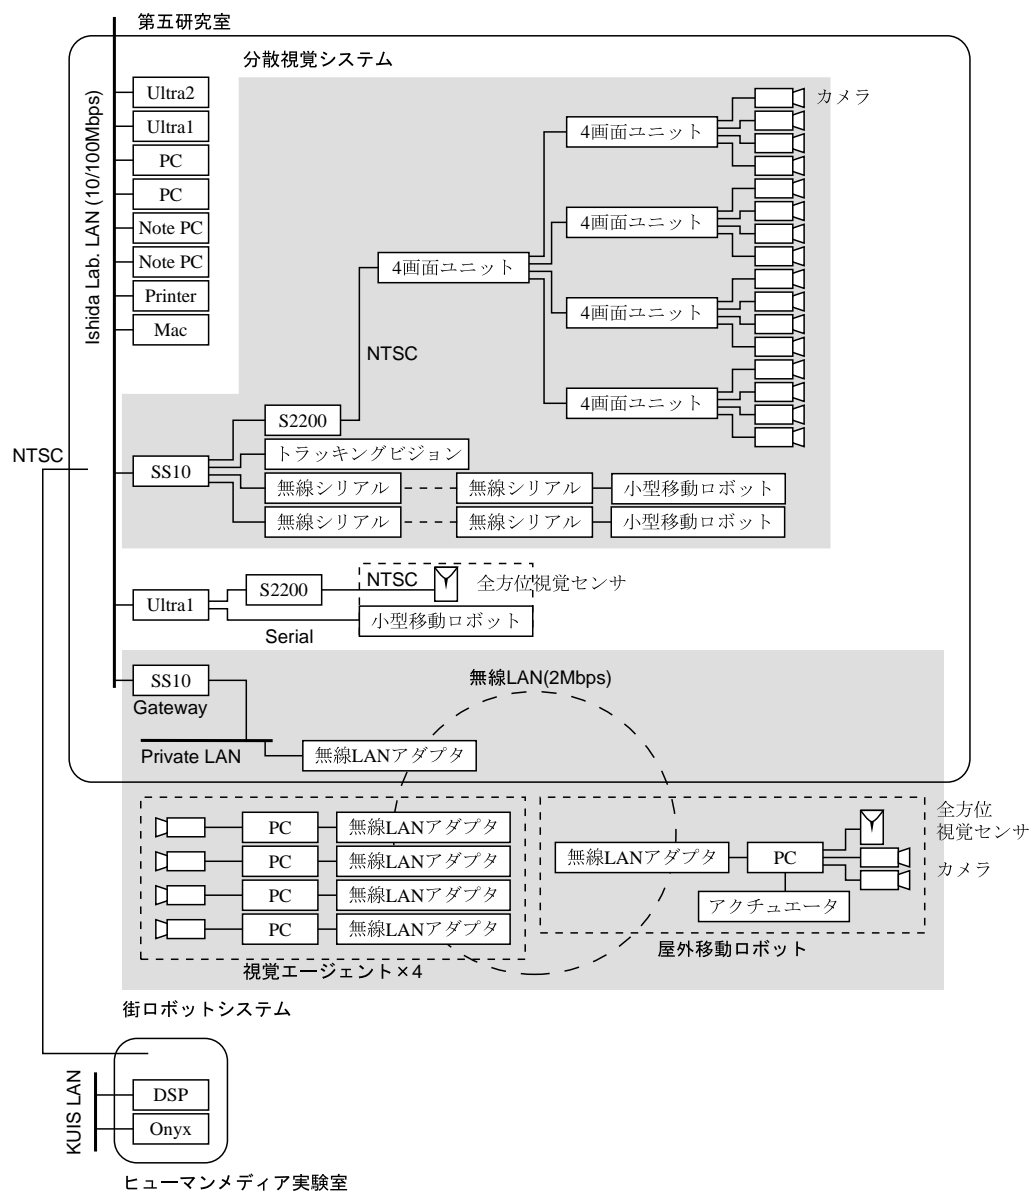 第五研究室
分散視覚システム
Ishida Lab. LAN (10/100Mbps)
Ultra2
Ultra1
PC
PC
Note PC
Note PC
Printer
Mac
カメラ
4画面ユニット
4画面ユニット
4画面ユニット
4画面ユニット
4画面ユニット
NTSC
S2200
トラッキングビジョン
NTSC
SS10
無線シリアル
無線シリアル
小型移動ロボット
無線シリアル
無線シリアル
小型移動ロボット
Ultra1
S2200
NTSC
全方位視覚センサ
小型移動ロボット
Serial
SS10
Gateway
無線LAN(2Mbps)
Private LAN
無線LANアダプタ
PC
無線LANアダプタ
PC
無線LANアダプタ
PC
無線LANアダプタ
PC
無線LANアダプタ
視覚エージェント×4
無線LANアダプタ
PC
全方位
視覚センサ
カメラ
アクチュエータ
屋外移動ロボット
街ロボットシステム
KUIS LAN
DSP
Onyx
ヒューマンメディア実験室